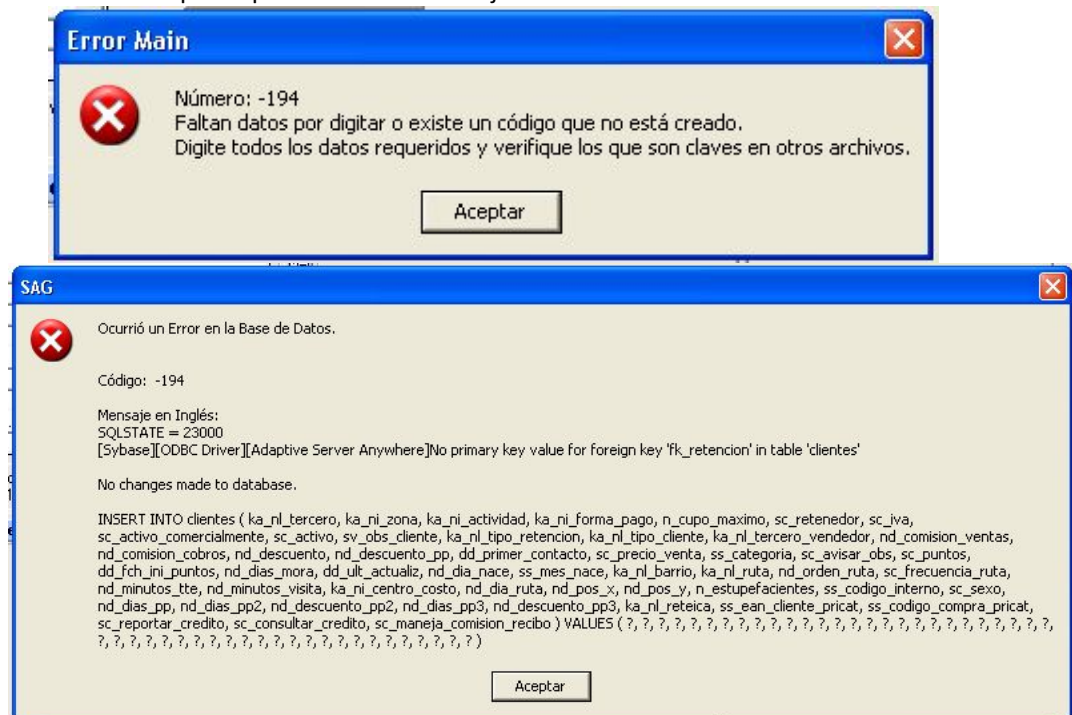 Error Main
Número: -194
Faltan datos por digitar o existe un código que no está creado.
Digite todos los datos requeridos y verifique los que son claves en otros archivos.
Aceptar
SAG
Ocurrió un Error en la Base de Datos.
Código: -194
Mensaje en Inglés:
SQLSTATE = 23000
[Sybase][ODBC Driver][Adaptive Server Anywhere]No primary key value for foreign key 'fk_retencion' in table 'clientes'
No changes made to database.
INSERT INTO clientes ( ka_nl_tercero, ka_ni_zona, ka_ni_actividad, ka_ni_forma_pago, n_cupo_maximo, sc_retenedor, sc_iva,
sc_activo_comercialmente, sc_activo, sv_obs_cliente, ka_nl_tipo_retencion, ka_nl_tipo_cliente, ka_nl_tercero_vendedor, nd_comision_ventas,
nd_comision_cobros, nd_descuento, nd_descuento_pp, dd_primer_contacto, sc_precio_venta, ss_categoria, sc_avisar_obs, sc_puntos,
dd_fch_ini_puntos, nd_dias_mora, dd_ult_actualiz, nd_dia_nace, ss_mes_nace, ka_nl_barrio, ka_nl_ruta, nd_orden_ruta, sc_frecuencia_ruta,
nd_minutos_tte, nd_minutos_visita, ka_ni_centro_costo, nd_dia_ruta, nd_pos_x, nd_pos_y, n_estupefacientes, ss_codigo_interno, sc_sexo,
nd_dias_pp, nd_dias_pp2, nd_descuento_pp2, nd_dias_pp3, nd_descuento_pp3, ka_nl_reteica, ss_ean_cliente_pricat, ss_codigo_compra_pricat,
sc_reportar_credito, sc_consultar_credito, sc_maneja_comision_recibo ) VALUES ( ?, ?, ?, ?, ?, ?, ?, ?, ?, ?, ?, ?, ?, ?, ?, ?, ?, ?, ?, ?, ?, ?, ?, ?, ?, ?, ?,
?, ?, ?, ?, ?, ?, ?, ?, ?, ?, ?, ?, ?, ?, ?, ?, ?, ?, ?, ?, ?, ?, ?, ? )
Aceptar